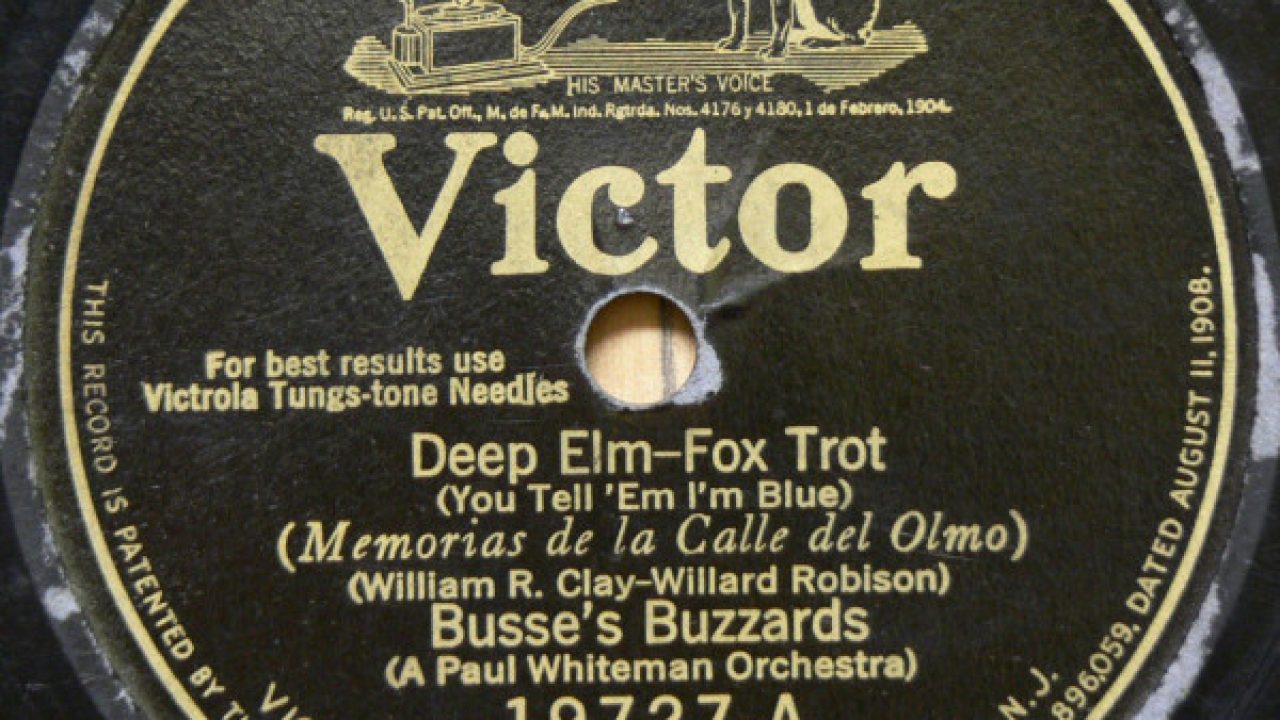 HIS MASTER'S VOICE
Reg. U.S. Pat. Off., M. de F. M. Ind. Rgtrda. Nos. 4176 y 4180, 1 de Febrero, 1904.
Victor
For best results use
Victrola Tungs-tone Needles
Deep Elm–Fox Trot
(You Tell 'Em I'm Blue)
(Memorias de la Calle del Olmo)
(William R. Clay–Willard Robison)
Busse's Buzzards
(A Paul Whiteman Orchestra)
19727-A
THIS RECORD IS PATENTED BY
N. J.
896,059. DATED AUGUST 11, 1908.